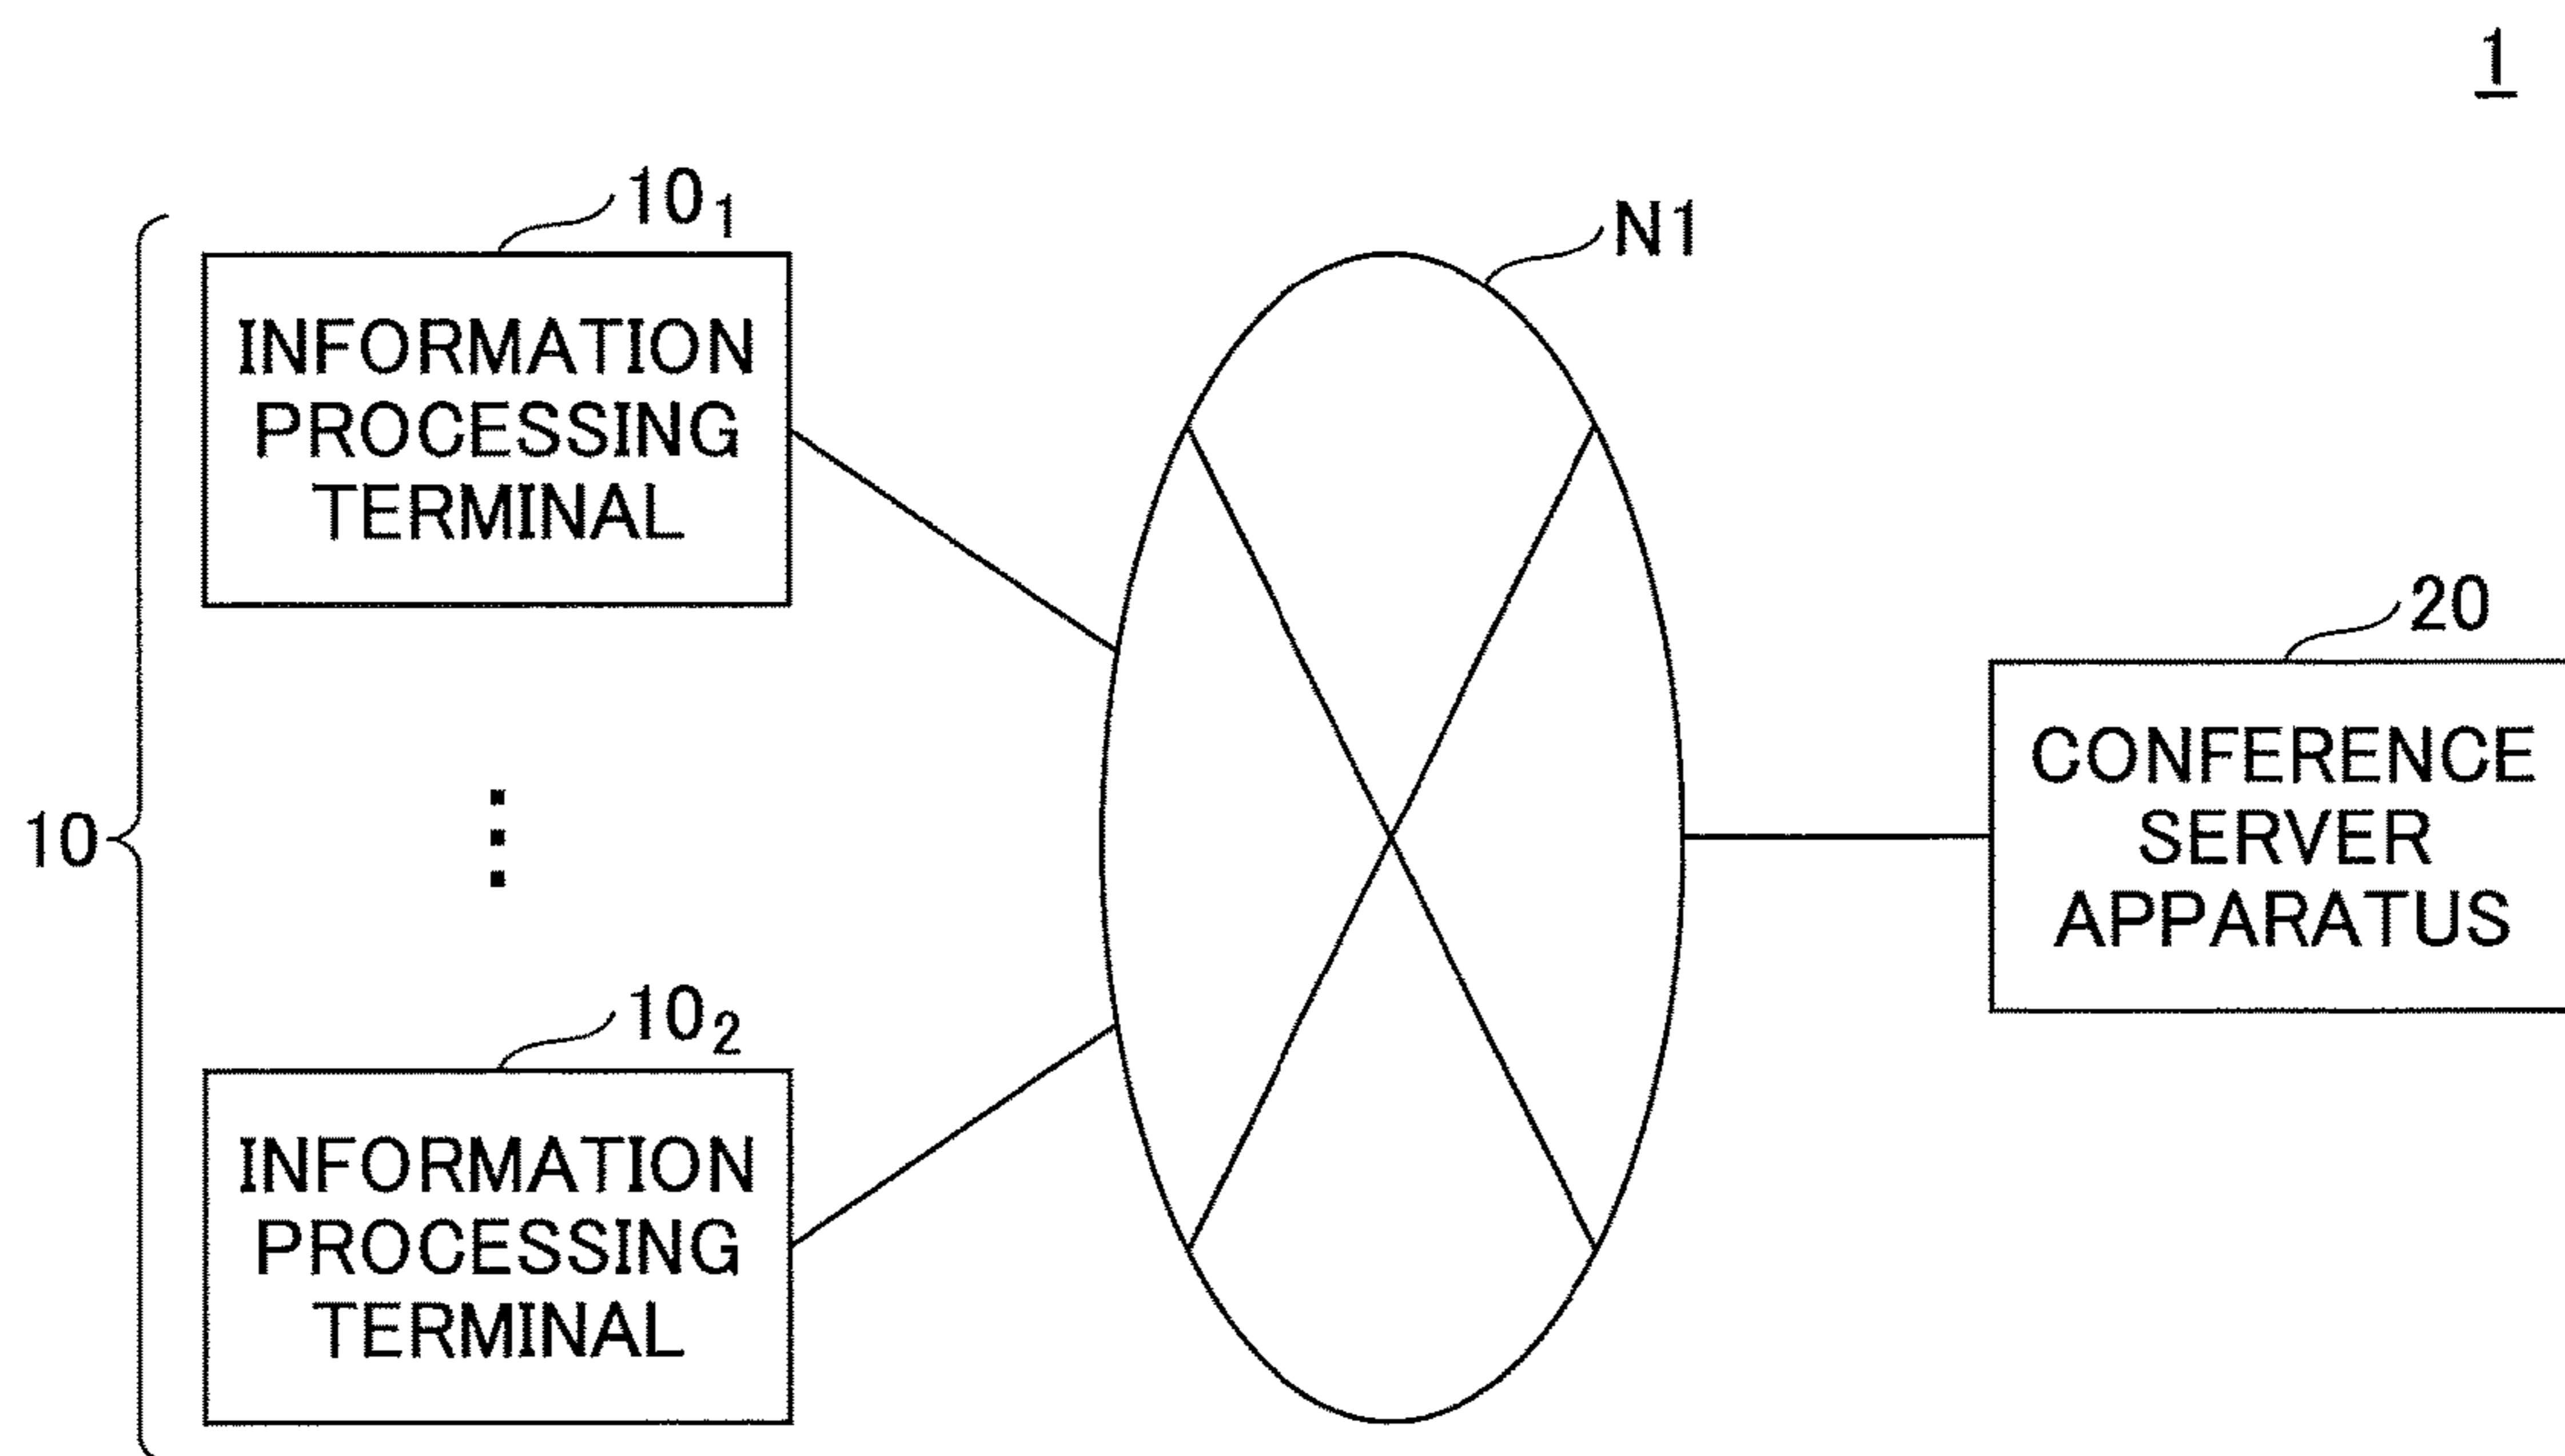 1
10₁
INFORMATION
PROCESSING
TERMINAL
N1
20
CONFERENCE
SERVER
APPARATUS
10
10₂
INFORMATION
PROCESSING
TERMINAL